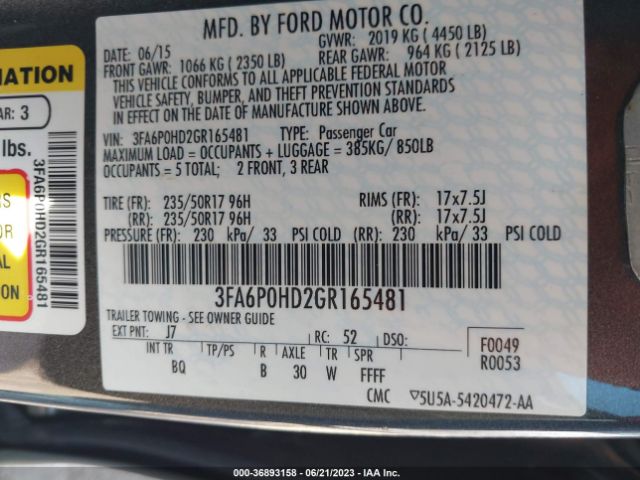 MFD. BY FORD MOTOR CO.
DATE: 06/15 GVWR: 2019 KG ( 4450 LB)
FRONT GAWR: 1066 KG ( 2350 LB) REAR GAWR: 964 KG ( 2125 LB)
THIS VEHICLE CONFORMS TO ALL APPLICABLE FEDERAL MOTOR
VEHICLE SAFETY, BUMPER, AND THEFT PREVENTION STANDARDS
IN EFFECT ON THE DATE OF MANUFACTURE SHOWN ABOVE.
VIN: 3FA6P0HD2GR165481 TYPE: Passenger Car
MAXIMUM LOAD = OCCUPANTS + LUGGAGE = 385KG/ 850LB
OCCUPANTS = 5 TOTAL; 2 FRONT, 3 REAR
TIRE (FR): 235/50R17 96H RIMS (FR): 17x7.5J
(RR): 235/50R17 96H (RR): 17x7.5J
PRESSURE (FR): 230 kPa/ 33 PSI COLD (RR): 230 kPa/ 33 PSI COLD
3FA6P0HD2GR165481
TRAILER TOWING - SEE OWNER GUIDE
EXT PNT: J7 RC: 52 DSO: F0049
R0053
INT TR TP/PS R AXLE TR SPR
BQ B 30 W FFFF
CMC ▽5U5A-5420472-AA
MATION
AR: 3
lbs.
3FA6P0HD2GR165481
RS
OR
AL
ION
000-36893158 - 06/21/2023 - IAA Inc.